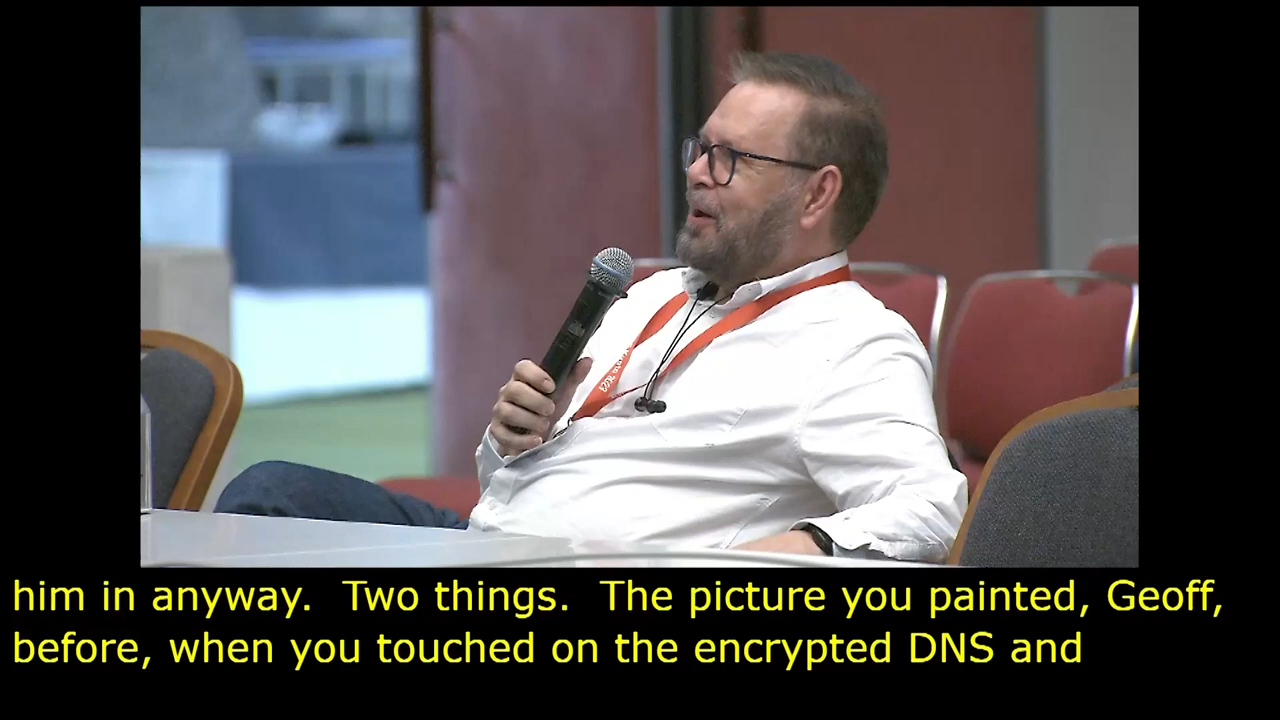 him in anyway.  Two things.  The picture you painted, Geoff,
before, when you touched on the encrypted DNS and